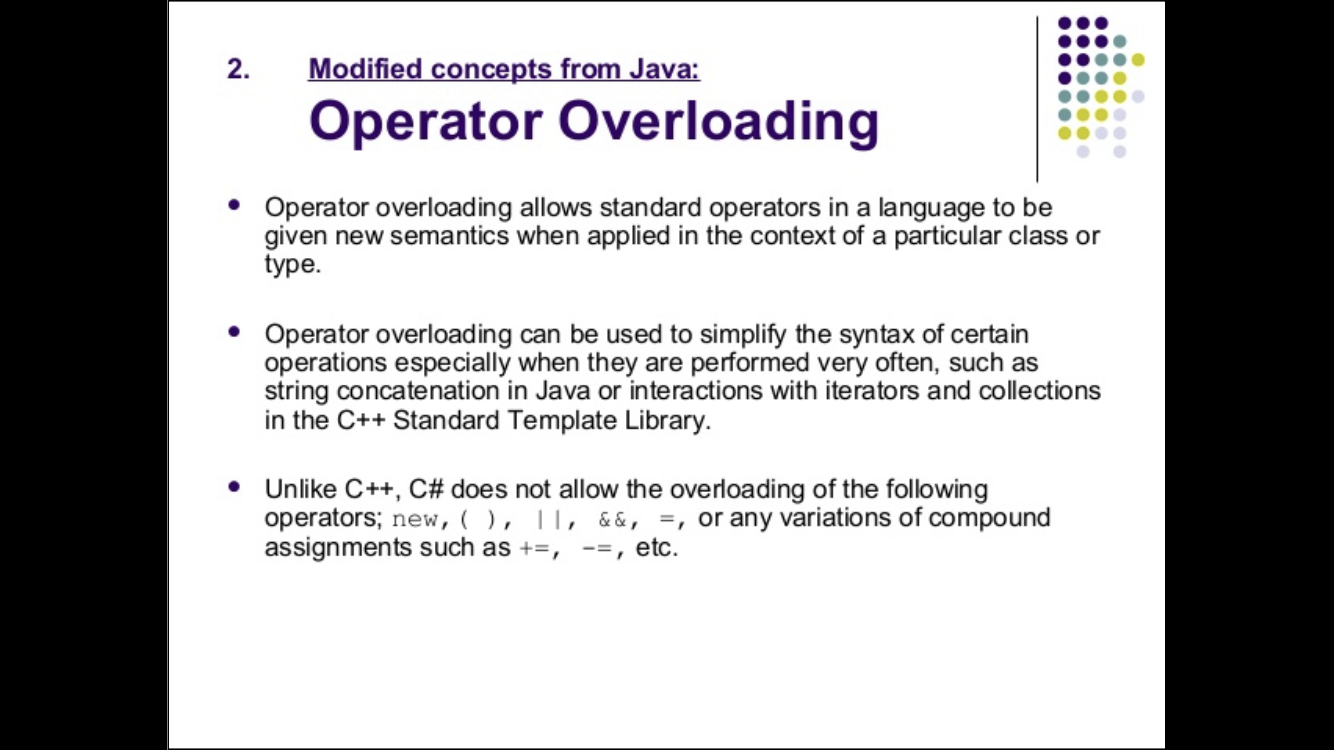 2. Modified concepts from Java:
Operator Overloading
• Operator overloading allows standard operators in a language to be
given new semantics when applied in the context of a particular class or
type.
• Operator overloading can be used to simplify the syntax of certain
operations especially when they are performed very often, such as
string concatenation in Java or interactions with iterators and collections
in the C++ Standard Template Library.
• Unlike C++, C# does not allow the overloading of the following
operators; new, ( ), ||, &&, =, or any variations of compound
assignments such as +=, -=, etc.